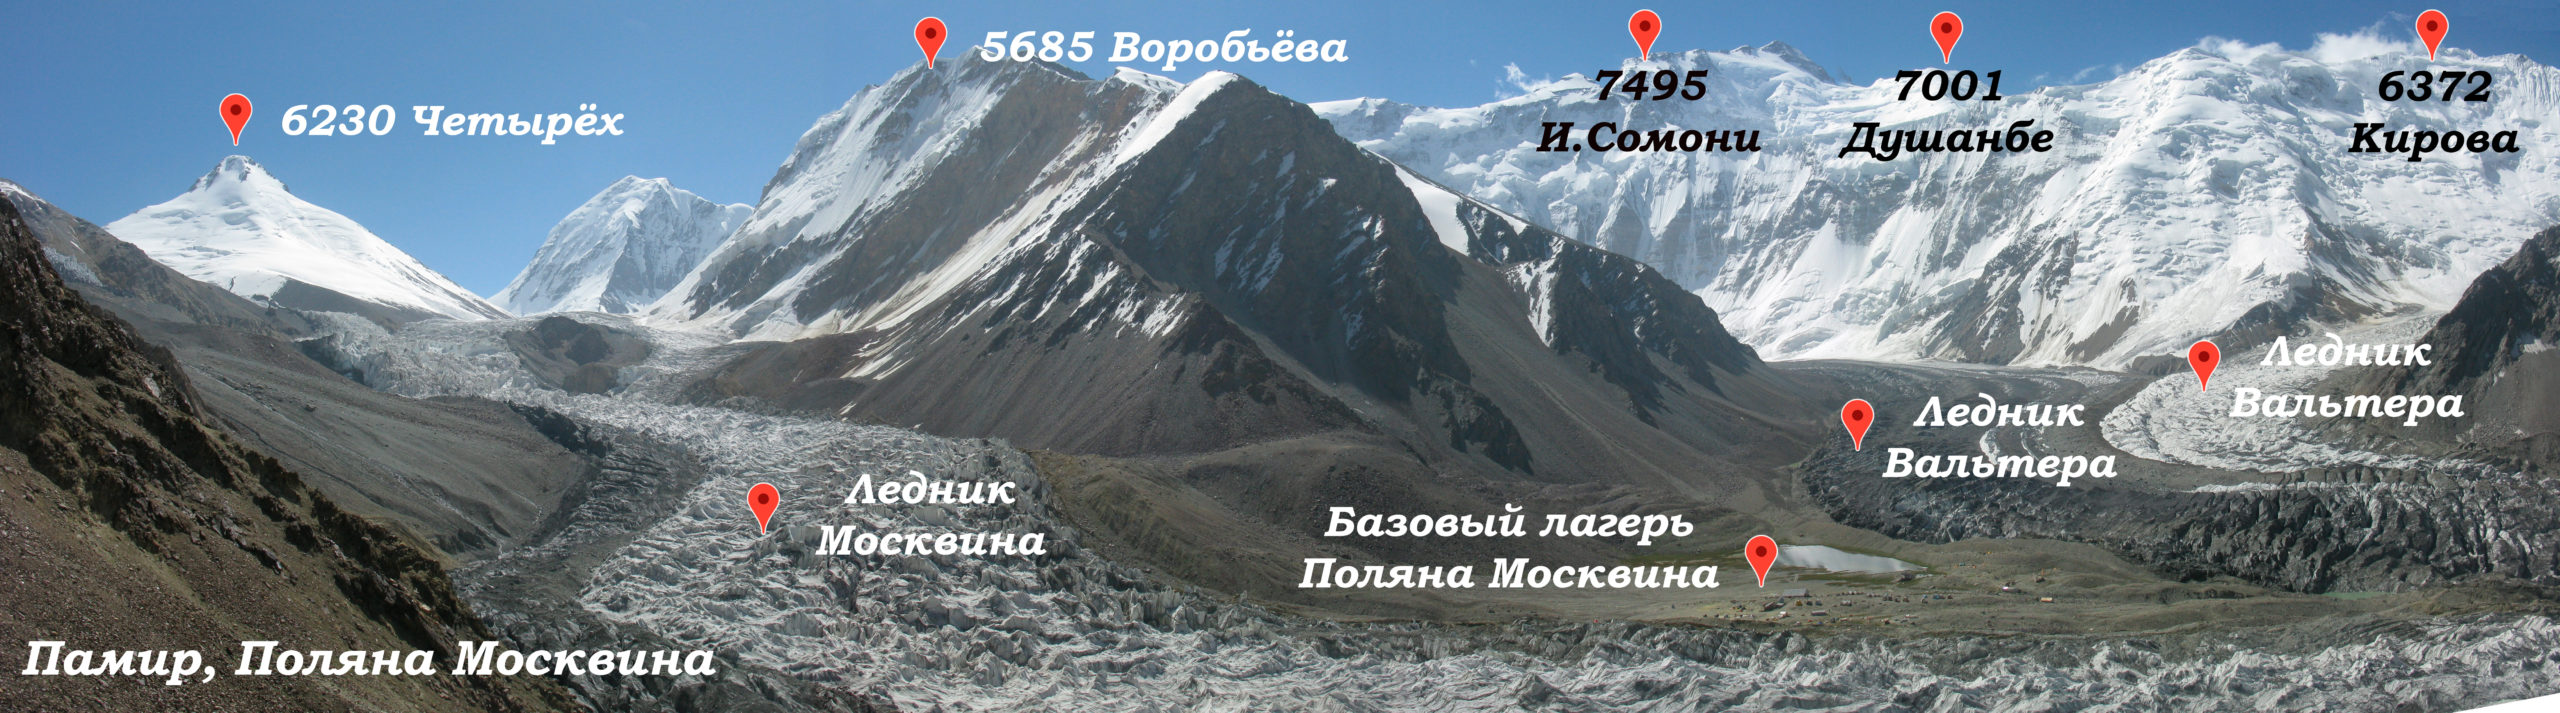 6230 Четырёх
5685 Воробьёва
7495
И.Сомони
7001
Душанбе
6372
Кирова
Ледник
Вальтера
Ледник
Вальтера
Ледник
Москвина
Базовый лагерь
Поляна Москвина
Памир, Поляна Москвина